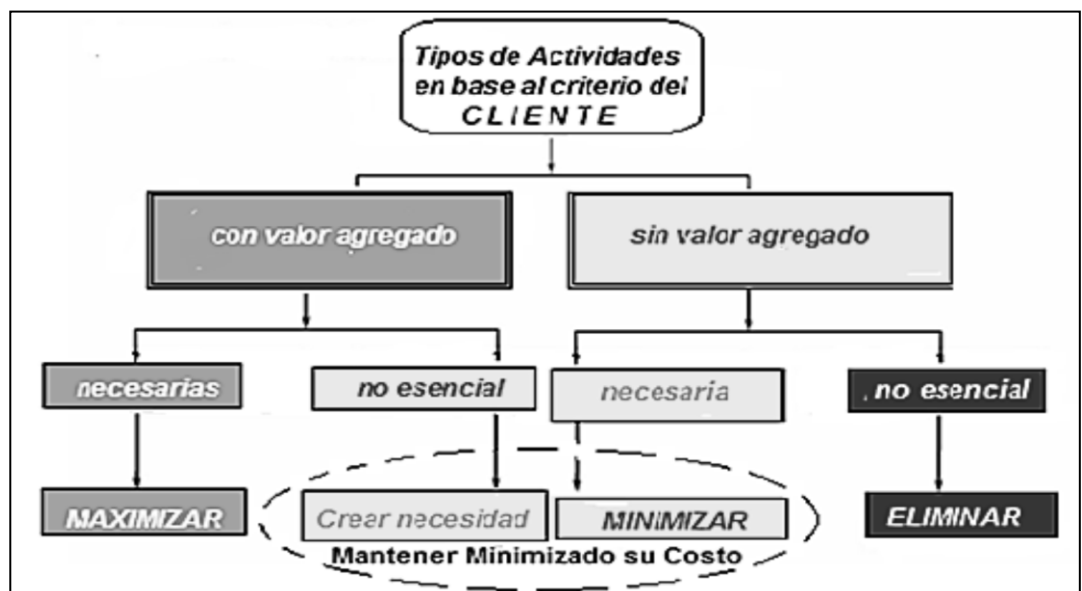 Tipos de Actividades
en base al criterio del
CLIENTE
con valor agregado
sin valor agregado
necesarias
no esencial
necesaria
no esencial
MAXIMIZAR
Crear necesidad
MINIMIZAR
ELIMINAR
Mantener Minimizado su Costo